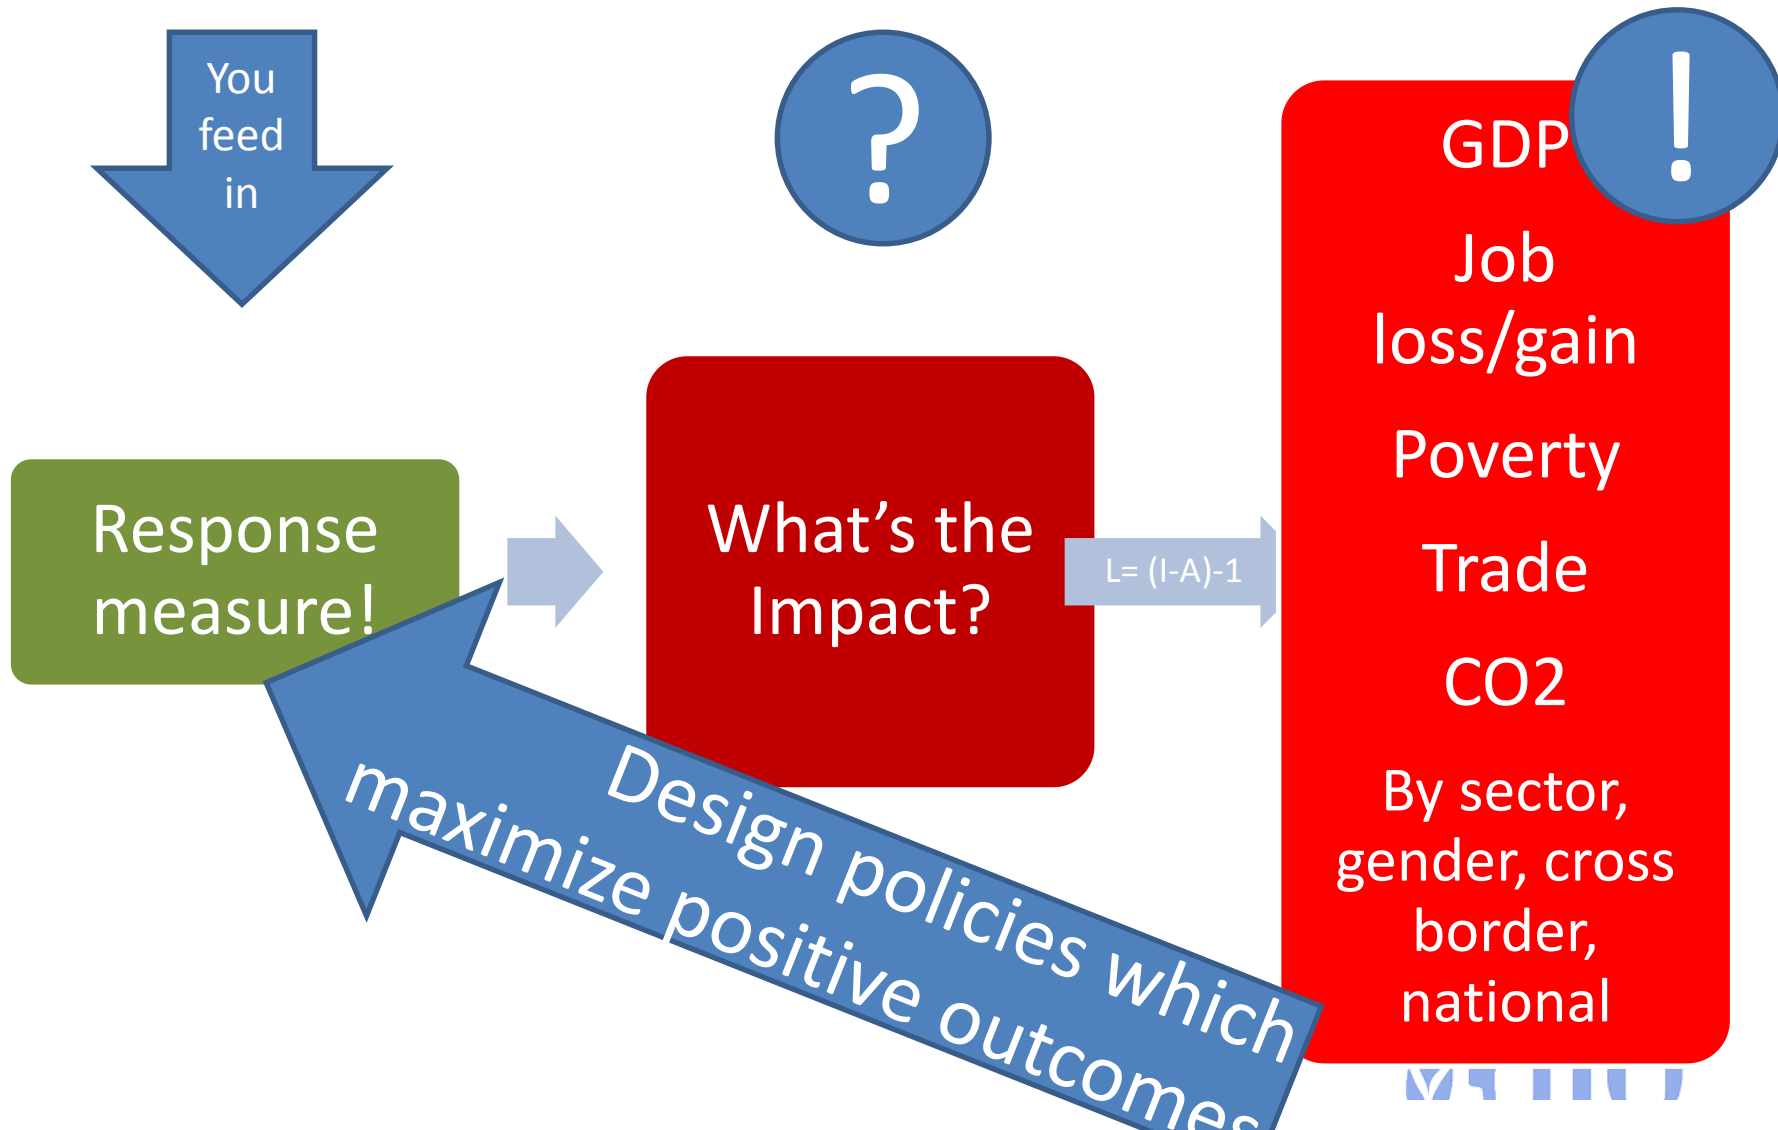 You
feed
in
?
!
Response
measure!
What’s the
Impact?
L= (I-A)-1
GDP
Job
loss/gain
Poverty
Trade
CO2
By sector,
gender, cross
border,
national
Design policies which
maximize positive outcomes